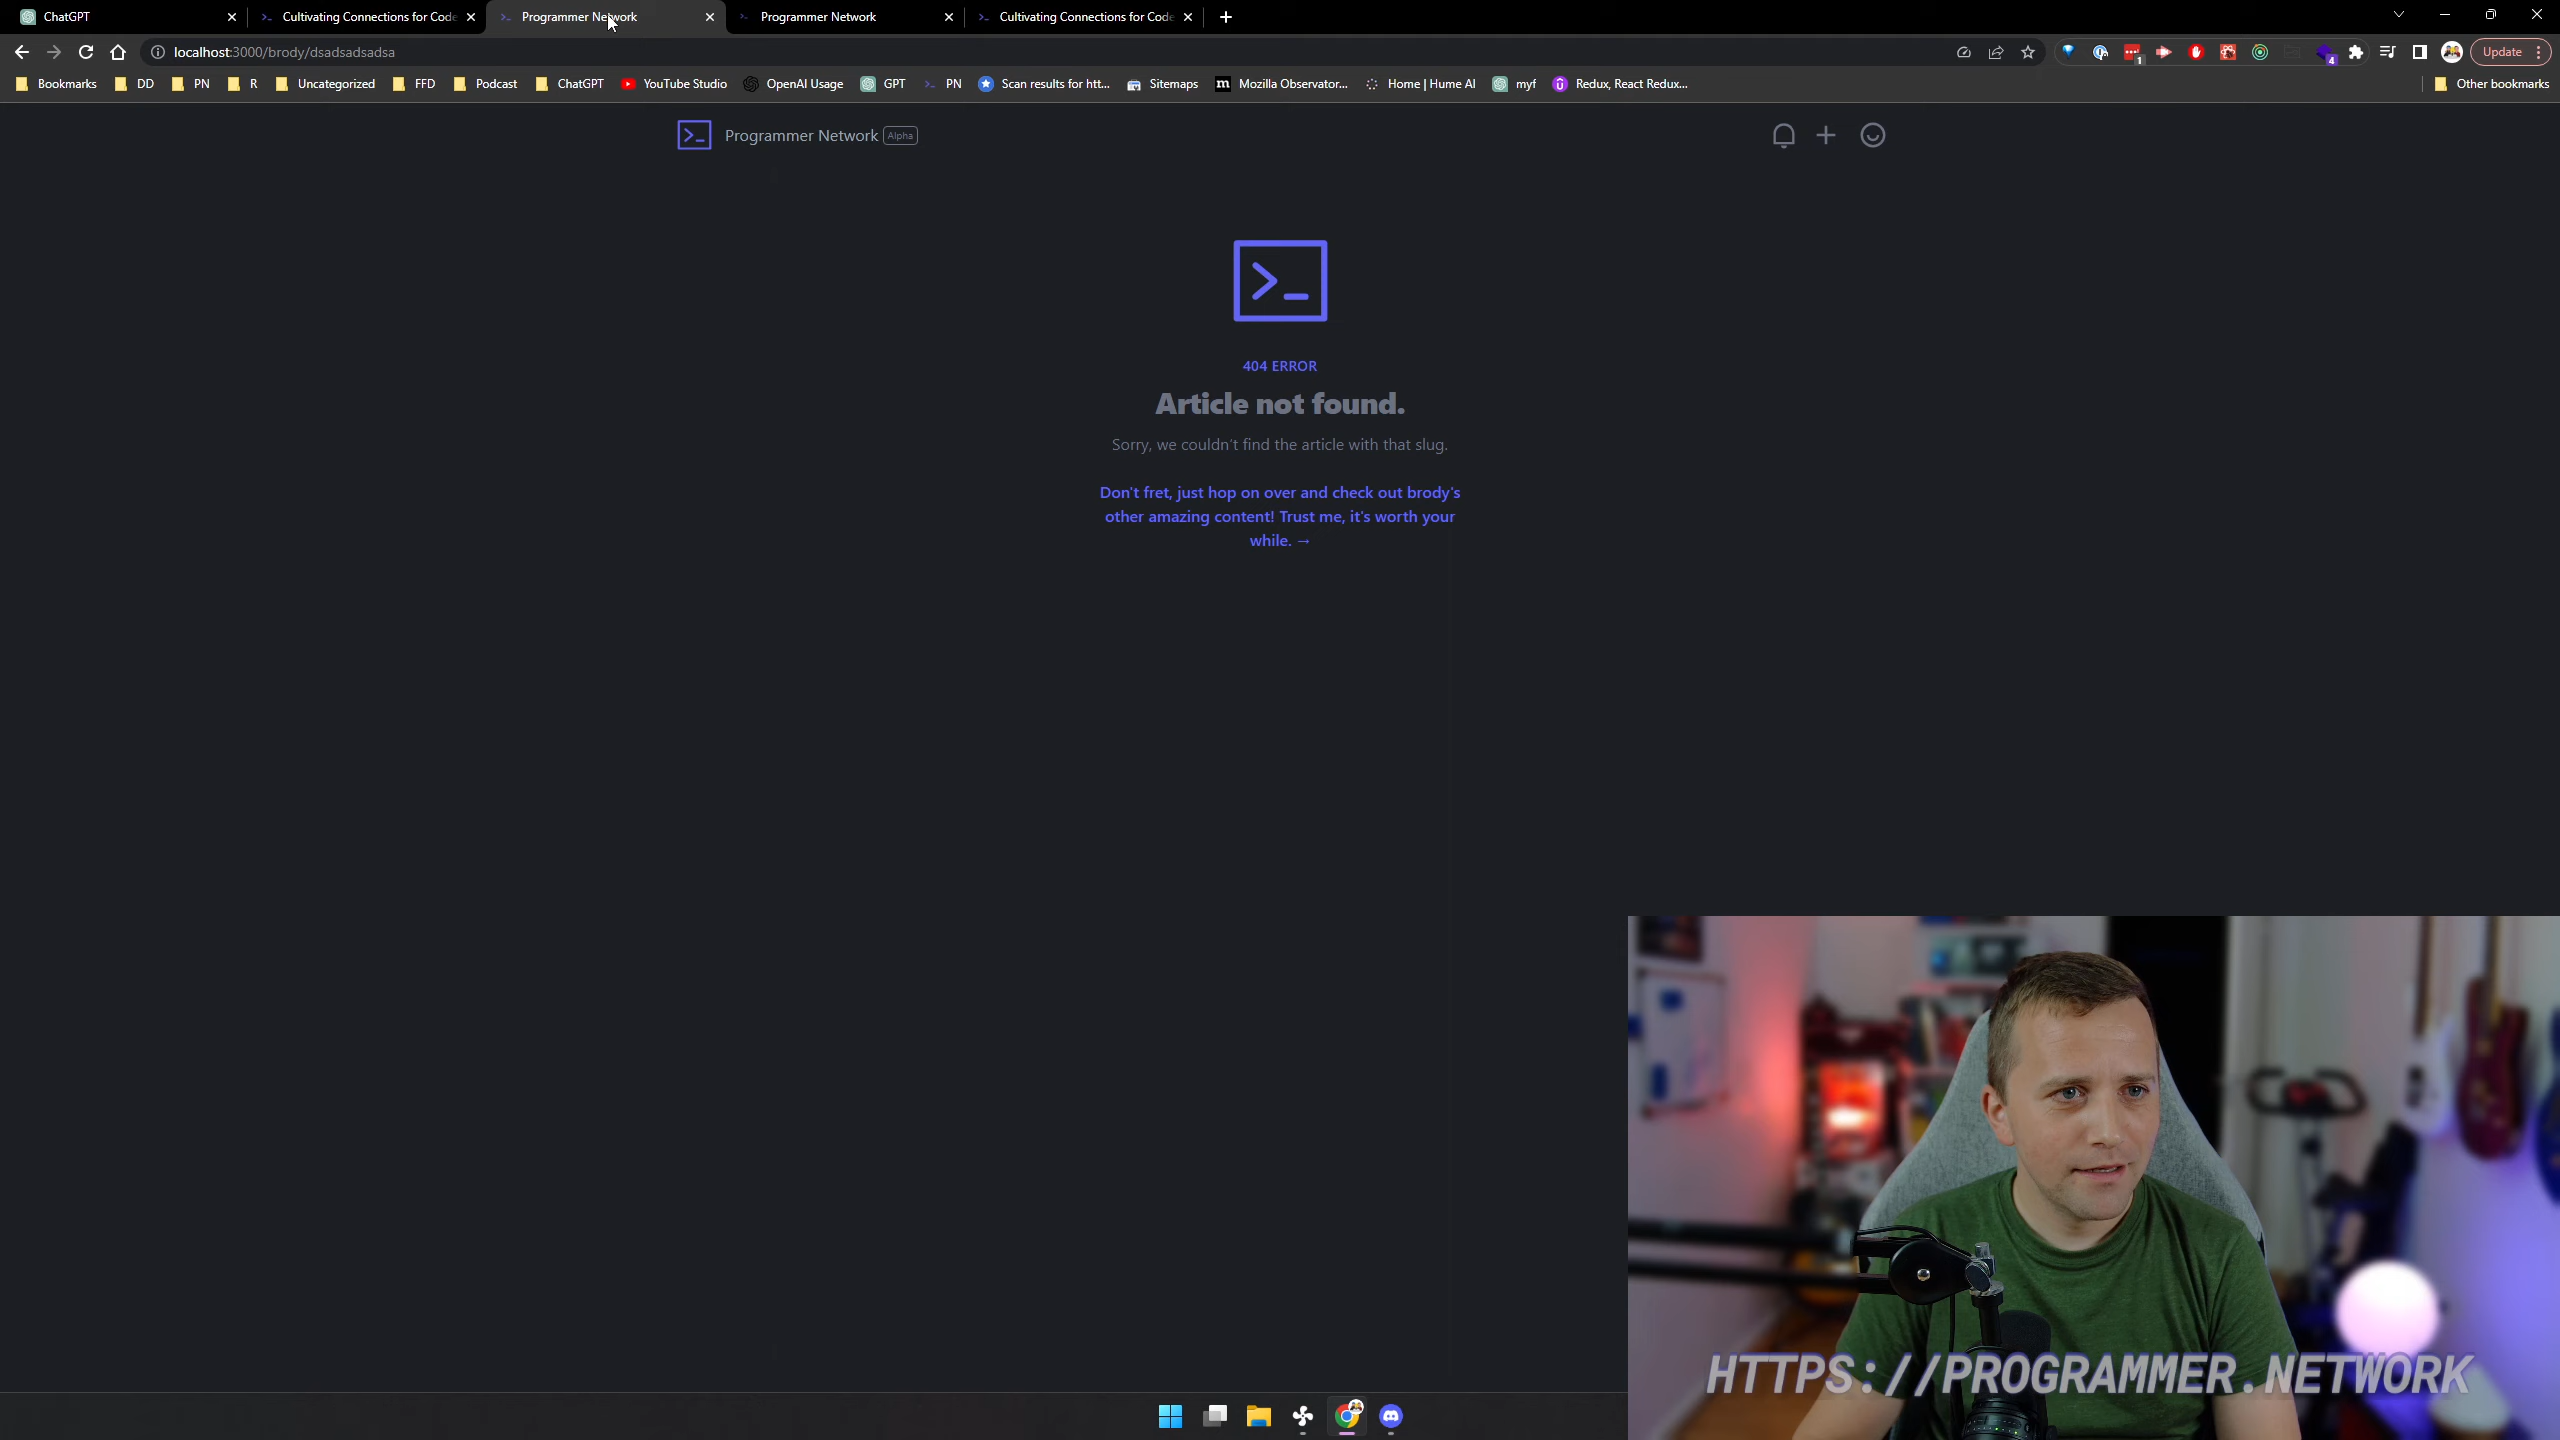 ChatGPT
Cultivating Connections for Code
Programmer Network
Programmer Network
Cultivating Connections for Code
localhost:3000/brody/dsadsadsadsa
1
4
Update
Bookmarks
DD
PN
R
Uncategorized
FFD
Podcast
ChatGPT
YouTube Studio
OpenAI Usage
GPT
PN
Scan results for htt...
Sitemaps
m
Mozilla Observator...
Home | Hume AI
myf
Redux, React Redux...
Other bookmarks
Programmer Network Alpha
404 ERROR
Article not found.
Sorry, we couldn't find the article with that slug.
Don't fret, just hop on over and check out brody's
other amazing content! Trust me, it's worth your
while. →
HTTPS://PROGRAMMER.NETWORK